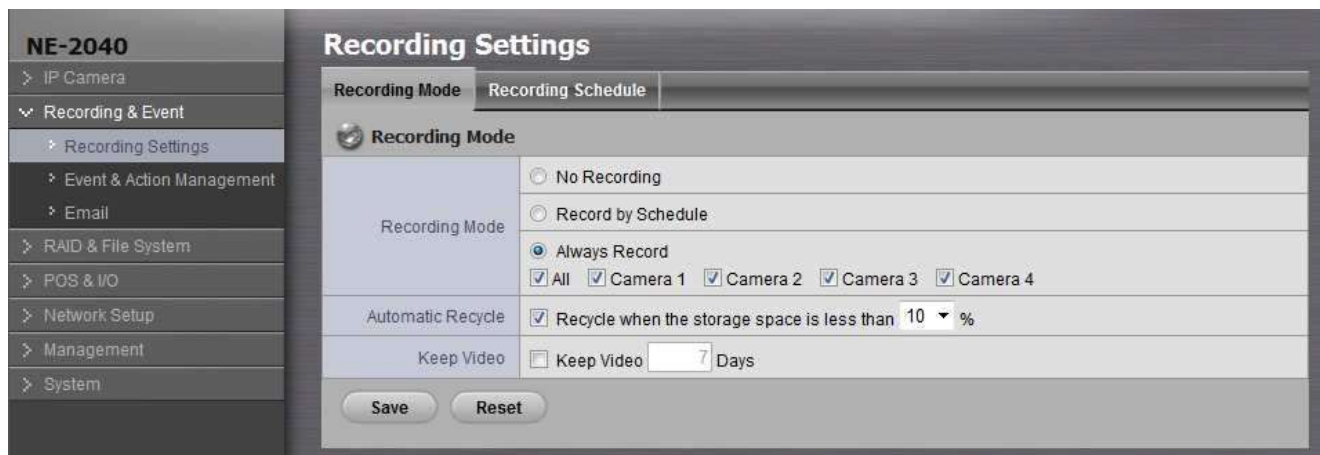 NE-2040
IP Camera
Recording & Event
Recording Settings
Event & Action Management
Email
RAID & File System
POS & I/O
Network Setup
Management
System
Recording Settings
Recording Mode Recording Schedule
Recording Mode
Recording Mode
No Recording
Record by Schedule
Always Record
All Camera 1 Camera 2 Camera 3 Camera 4
Automatic Recycle Recycle when the storage space is less than 10 %
Keep Video Keep Video 7 Days
Save Reset